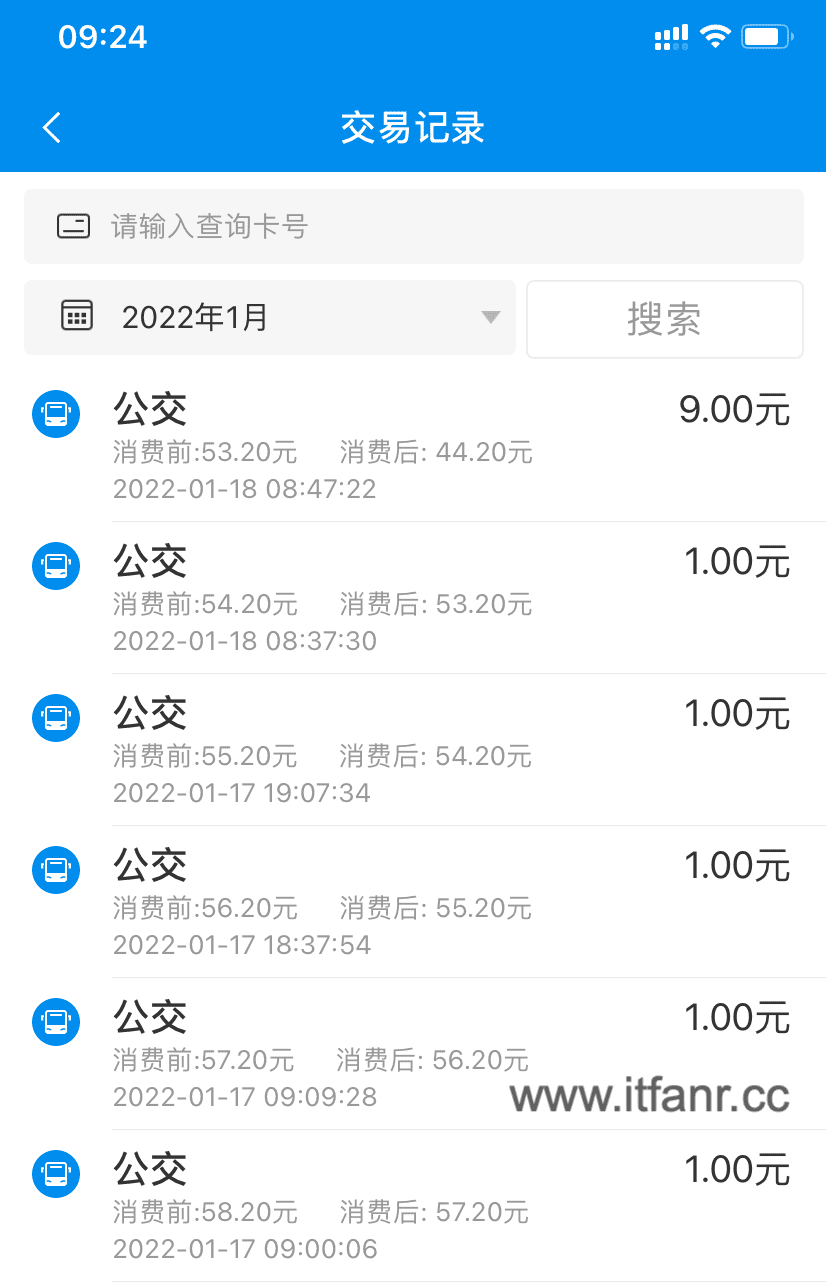 09:24
交易记录
请输入查询卡号
2022年1月
搜索
公交 9.00元
消费前:53.20元 消费后: 44.20元
2022-01-18 08:47:22
公交 1.00元
消费前:54.20元 消费后: 53.20元
2022-01-18 08:37:30
公交 1.00元
消费前:55.20元 消费后: 54.20元
2022-01-17 19:07:34
公交 1.00元
消费前:56.20元 消费后: 55.20元
2022-01-17 18:37:54
公交 1.00元
消费前:57.20元 消费后: 56.20元
2022-01-17 09:09:28
www.itfanr.cc
公交 1.00元
消费前:58.20元 消费后: 57.20元
2022-01-17 09:00:06